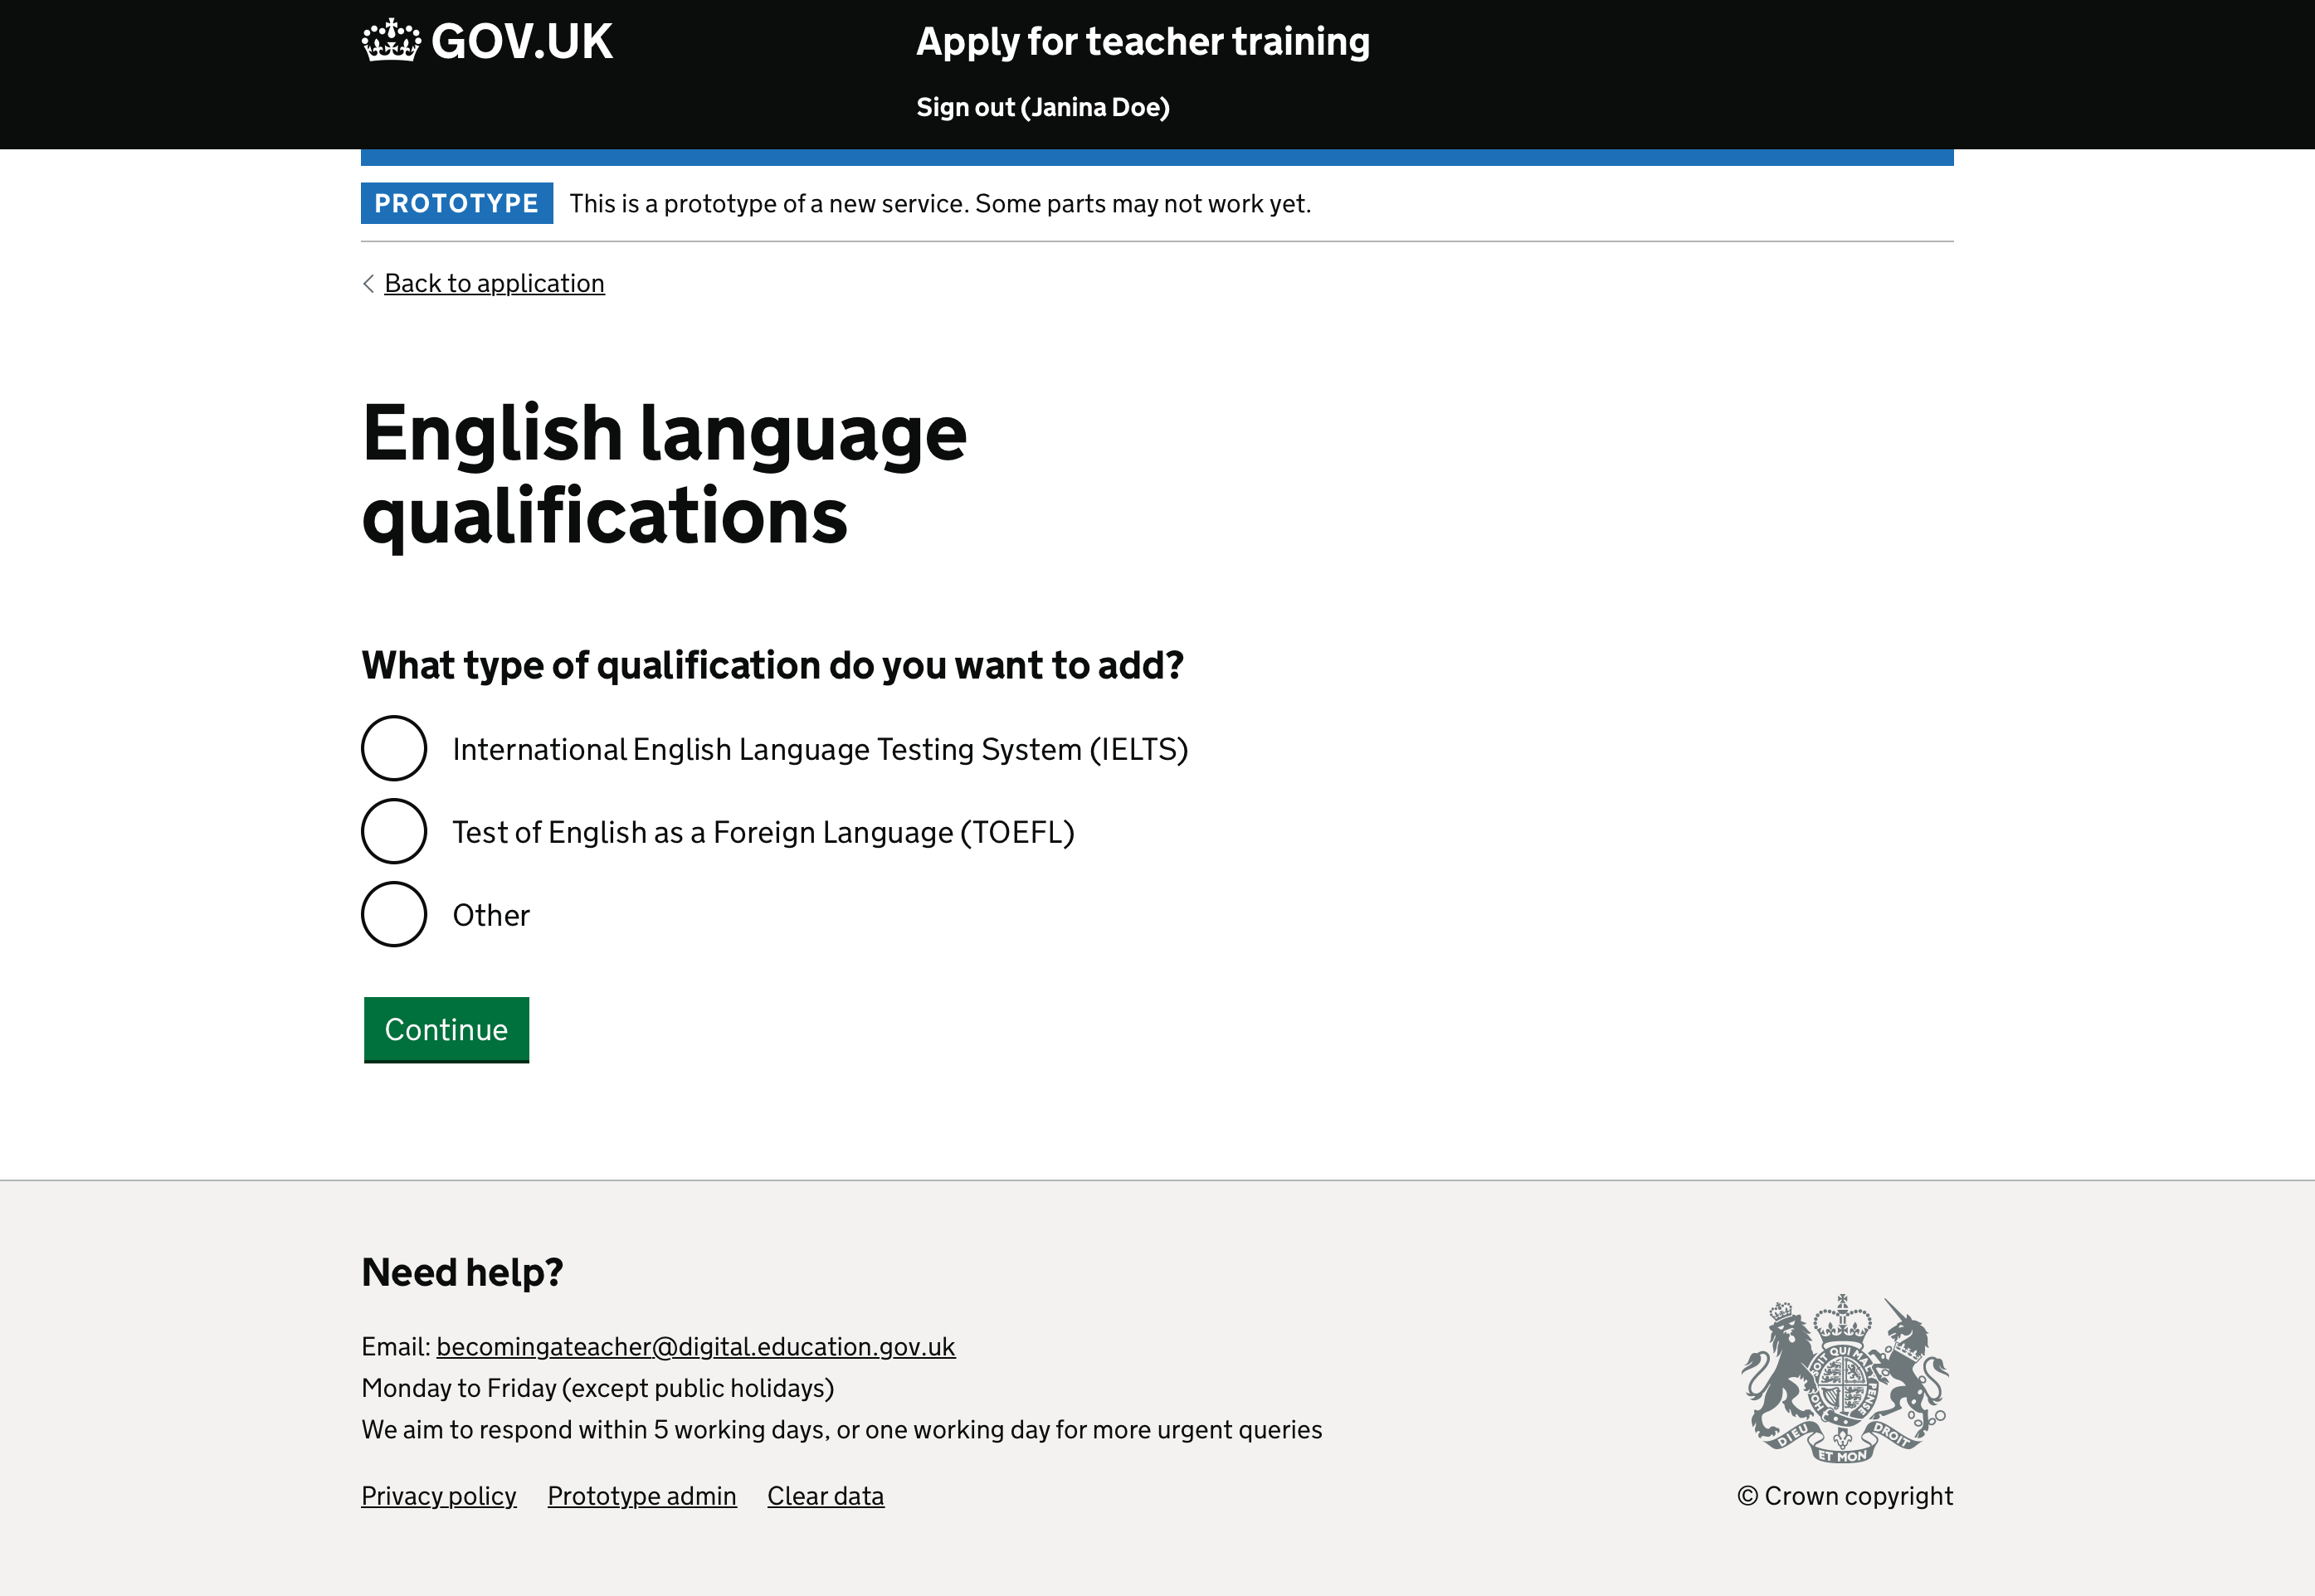 GOV.UK
Apply for teacher training
Sign out (Janina Doe)
PROTOTYPE This is a prototype of a new service. Some parts may not work yet.
Back to application
English language
qualifications
What type of qualification do you want to add?
International English Language Testing System (IELTS)
Test of English as a Foreign Language (TOEFL)
Other
Continue
Need help?
Email: becomingateacher@digital.education.gov.uk
Monday to Friday (except public holidays)
We aim to respond within 5 working days, or one working day for more urgent queries
Privacy policy Prototype admin Clear data
SOIT QUI MAL PENSE
DIEU ET MON DROIT
© Crown copyright